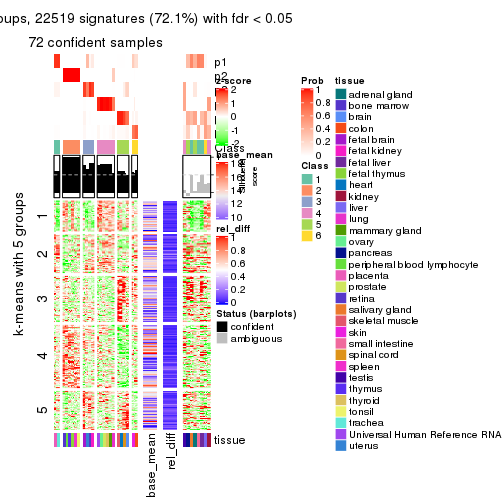 oups, 22519 signatures (72.1%) with fdr < 0.05
72 confident samples
p1
p2
z-score
2
1
0
-1
-2
Class
base_mean
18
16
14
12
10
Silhouette
score
rel_diff
1
0.8
0.6
0.4
0.2
0
Status (barplots)
confident
ambiguous
k-means with 5 groups
1
2
3
4
5
tissue
base_mean
rel_diff
Prob
1
0.8
0.6
0.4
0.2
0
Class
1
2
3
4
5
6
tissue
adrenal gland
bone marrow
brain
colon
fetal brain
fetal kidney
fetal liver
fetal thymus
heart
kidney
liver
lung
mammary gland
ovary
pancreas
peripheral blood lymphocyte
placenta
prostate
retina
salivary gland
skeletal muscle
skin
small intestine
spinal cord
spleen
testis
thymus
thyroid
tonsil
trachea
Universal Human Reference RNA
uterus